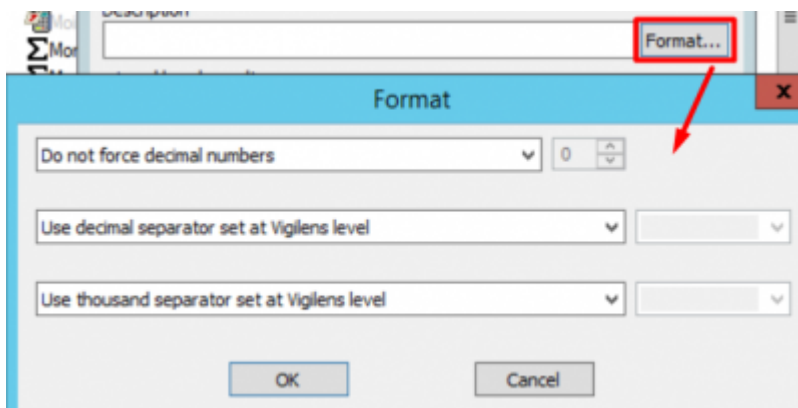 Description
Format...
Format
x
Do not force decimal numbers
0
Use decimal separator set at Vigilens level
Use thousand separator set at Vigilens level
OK
Cancel